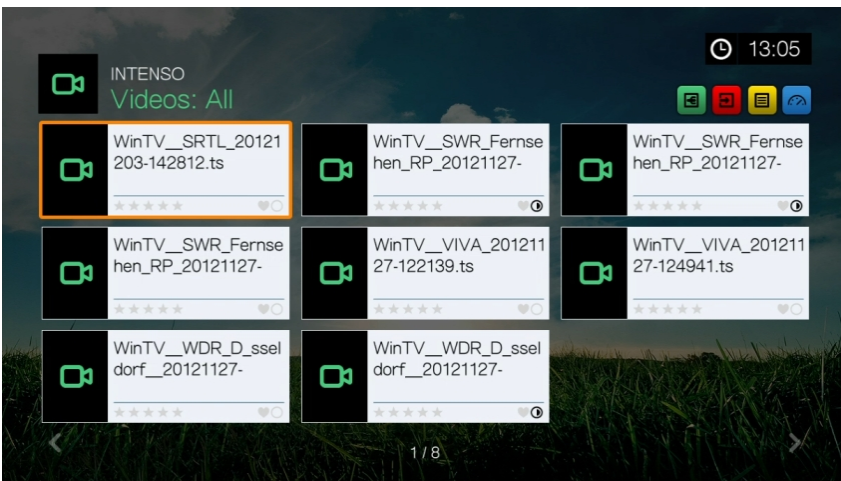 13:05
INTENSO
Videos: All
WinTV__SRTL_20121
203-142812.ts
WinTV__SWR_Fernse
hen_RP_20121127-
WinTV__SWR_Fernse
hen_RP_20121127-
WinTV__SWR_Fernse
hen_RP_20121127-
WinTV__VIVA_201211
27-122139.ts
WinTV__VIVA_201211
27-124941.ts
WinTV__WDR_D_ssel
dorf__20121127-
WinTV__WDR_D_ssel
dorf__20121127-
1/8